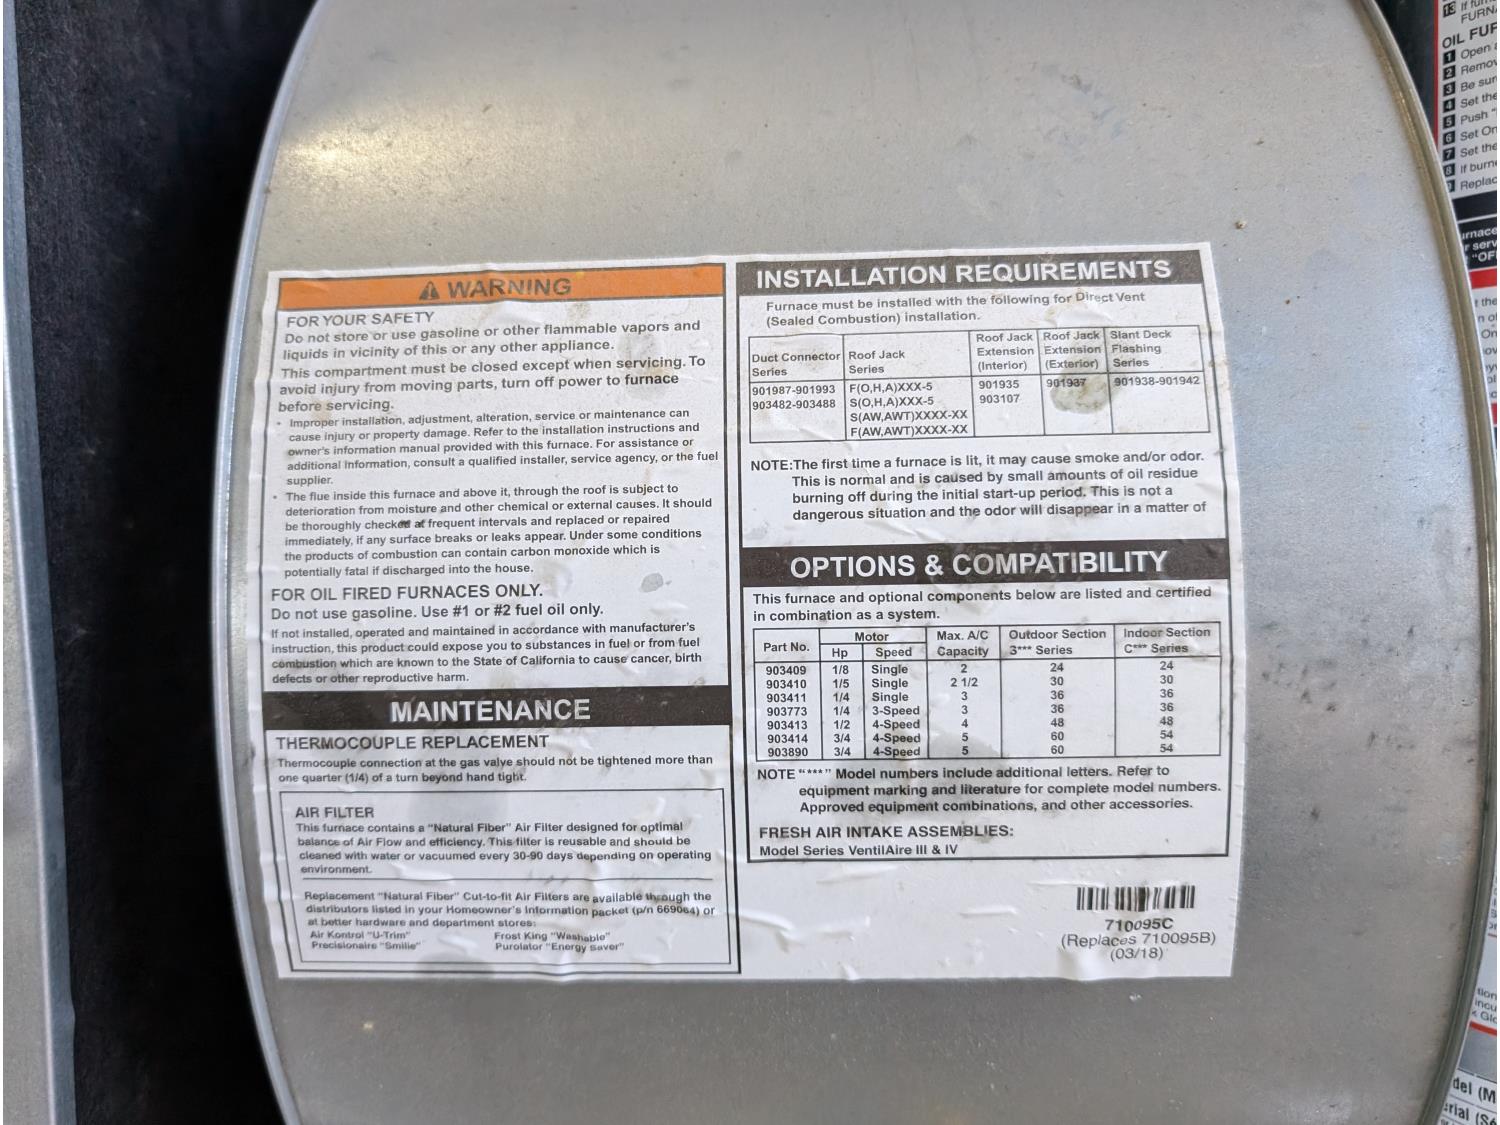 WARNING
FOR YOUR SAFETY
Do not store or use gasoline or other flammable vapors and
liquids in vicinity of this or any other appliance.
This compartment must be closed except when servicing. To
avoid injury from moving parts, turn off power to furnace
before servicing.
• Improper installation, adjustment, alteration, service or maintenance can
cause injury or property damage. Refer to the installation instructions and
owner's information manual provided with this furnace. For assistance or
additional information, consult a qualified installer, service agency, or the fuel
supplier.
• The flue inside this furnace and above it, through the roof is subject to
deterioration from moisture and other chemical or external causes. It should
be thoroughly checked at frequent intervals and replaced or repaired
immediately, if any surface breaks or leaks appear. Under some conditions
the products of combustion can contain carbon monoxide which is
potentially fatal if discharged into the house.
FOR OIL FIRED FURNACES ONLY.
Do not use gasoline. Use #1 or #2 fuel oil only.
If not installed, operated and maintained in accordance with manufacturer's
instruction, this product could expose you to substances in fuel or from fuel
combustion which are known to the State of California to cause cancer, birth
defects or other reproductive harm.
MAINTENANCE
THERMOCOUPLE REPLACEMENT
Thermocouple connection at the gas valve should not be tightened more than
one quarter (1/4) of a turn beyond hand tight.
AIR FILTER
This furnace contains a "Natural Fiber" Air Filter designed for optimal
balance of Air Flow and efficiency. This filter is reusable and should be
cleaned with water or vacuumed every 30-90 days depending on operating
environment.
Replacement "Natural Fiber" Cut-to-fit Air Filters are available through the
distributors listed in your Homeowner's Information packet (p/n 669064) or
at better hardware and department stores:
Air Kontrol "U-Trim" Frost King "Washable"
Precisionaire "Smilie" Purolator "Energy Saver"
INSTALLATION REQUIREMENTS
Furnace must be installed with the following for Direct Vent
(Sealed Combustion) installation.
Roof Jack Roof Jack Slant Deck
Duct Connector Roof Jack Extension Extension Flashing
Series Series (Interior) (Exterior) Series
901987-901993 F(O,H,A)XXX-5 901935 901937 901938-901942
903482-903488 S(O,H,A)XXX-5 903107
S(AW,AWT)XXXX-XX
F(AW,AWT)XXXX-XX
NOTE:The first time a furnace is lit, it may cause smoke and/or odor.
This is normal and is caused by small amounts of oil residue
burning off during the initial start-up period. This is not a
dangerous situation and the odor will disappear in a matter of
OPTIONS & COMPATIBILITY
This furnace and optional components below are listed and certified
in combination as a system.
Part No. Motor Max. A/C Outdoor Section Indoor Section
Hp Speed Capacity 3*** Series C*** Series
903409 1/8 Single 2 24 24
903410 1/5 Single 2 1/2 30 30
903411 1/4 Single 3 36 36
903773 1/4 3-Speed 3 36 36
903413 1/2 4-Speed 4 48 48
903414 3/4 4-Speed 5 60 54
903890 3/4 4-Speed 5 60 54
NOTE "***" Model numbers include additional letters. Refer to
equipment marking and literature for complete model numbers.
Approved equipment combinations, and other accessories.
FRESH AIR INTAKE ASSEMBLIES:
Model Series VentilAire III & IV
710095C
(Replaces 710095B)
(03/18)
13 If
FURN
OIL FUR
1 Open
2 Remov
3 Be sur
4 Set the
5 Push "
6 Set On
7 Set the
8 If burne
Replac